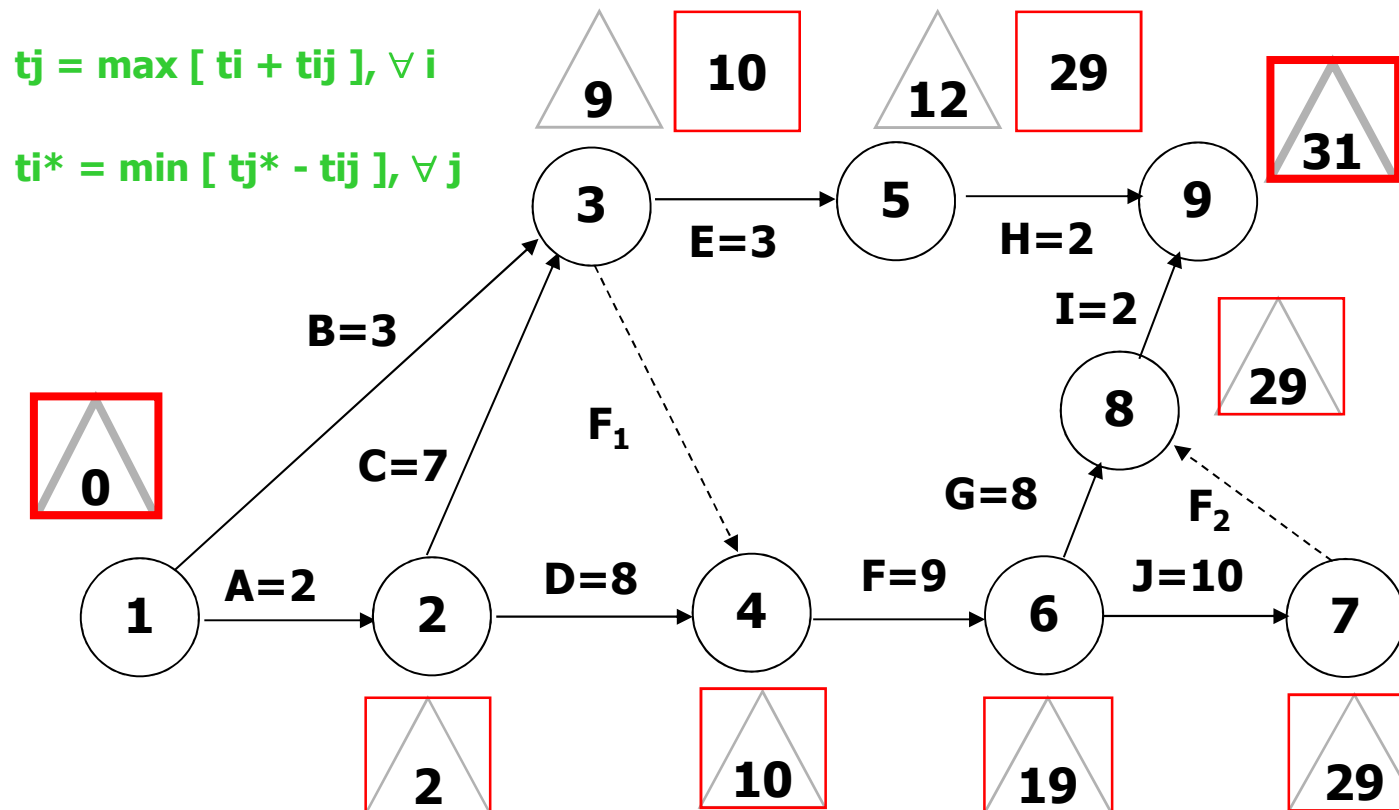 tj = max [ ti + tij ], ∀ i
ti* = min [ tj* - tij ], ∀ j
9
10
12
29
31
3
5
9
E=3
H=2
B=3
I=2
29
8
0
C=7
F₁
G=8
F₂
1
A=2
2
D=8
4
F=9
6
J=10
7
2
10
19
29